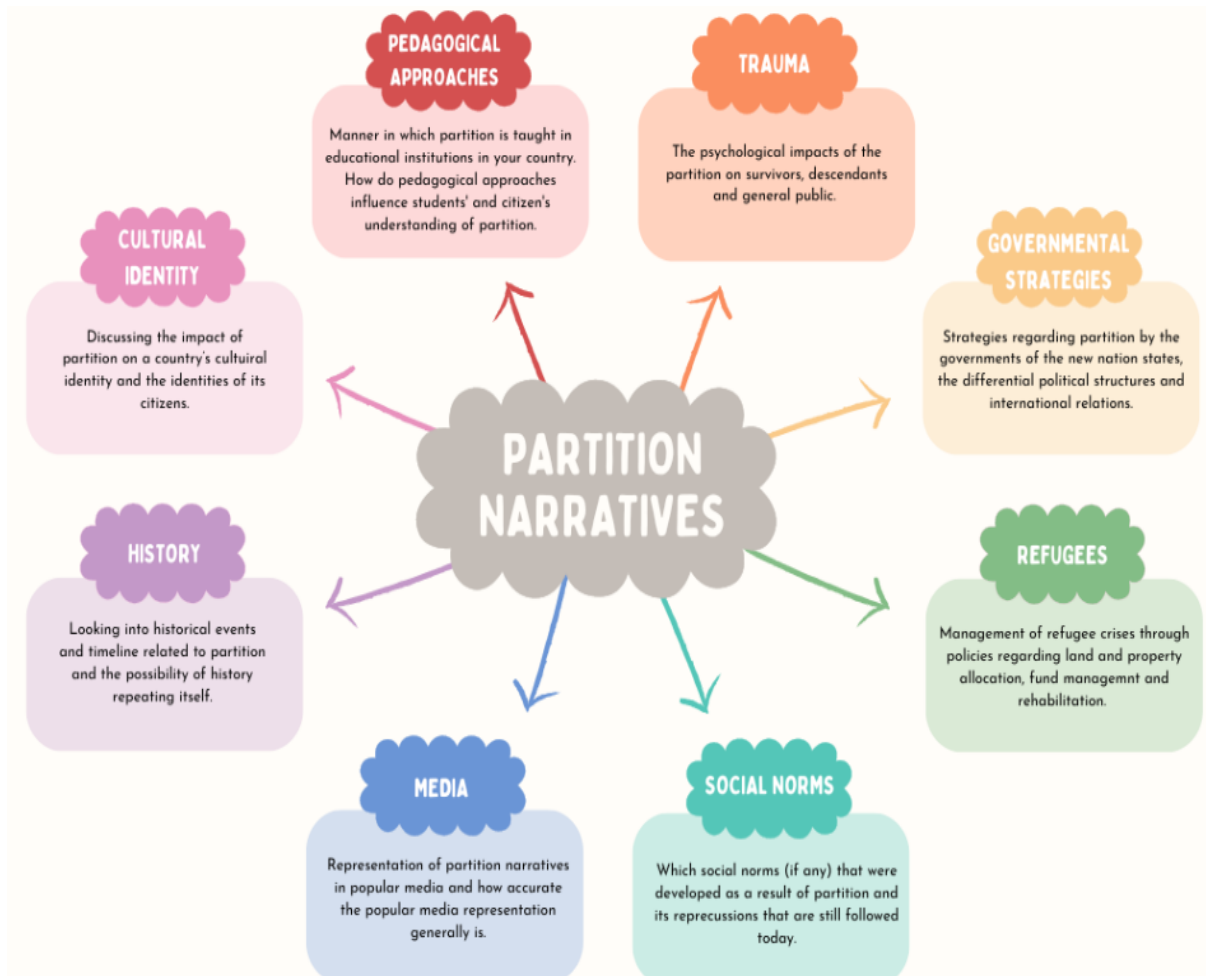 PEDAGOGICAL
APPROACHES
Manner in which partition is taught in
educational institutions in your country.
How do pedagogical approaches
influence students' and citizen's
understanding of partition.
TRAUMA
The psychological impacts of the
partition on survivors, descendants
and general public.
CULTURAL
IDENTITY
Discussing the impact of
partition on a country's cultuiral
identity and the identities of its
citizens.
GOVERNMENTAL
STRATEGIES
Strategies regarding partition by the
governments of the new nation states,
the differential political structures and
international relations.
PARTITION
NARRATIVES
HISTORY
Looking into historical events
and timeline related to partition
and the possibility of history
repeating itself.
REFUGEES
Management of refugee crises through
policies regarding land and property
allocation, fund managemnt and
rehabilitation.
MEDIA
Representation of partition narratives
in popular media and how accurate
the popular media representation
generally is.
SOCIAL NORMS
Which social norms (if any) that were
developed as a result of partition and
its reprecussions that are still followed
today.